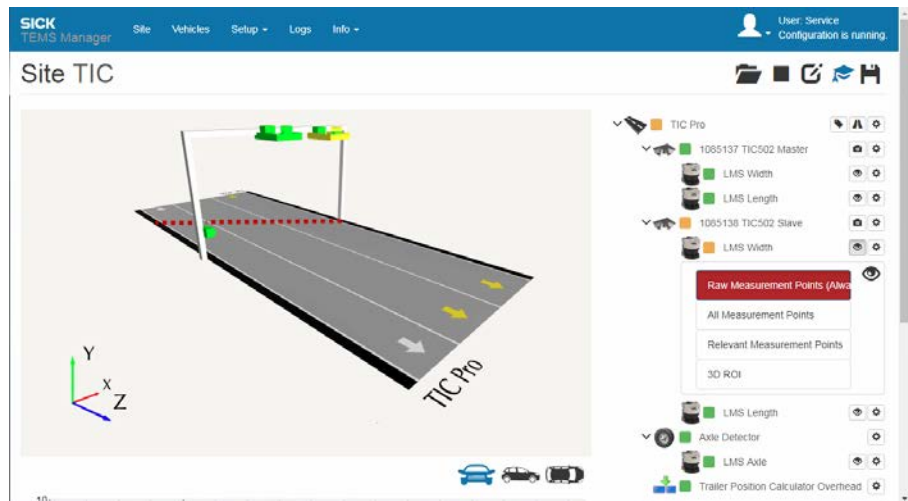 SICK
TEMS Manager
Site
Vehicles
Setup
Logs
Info
User: Service
Configuration is running.
Site TIC
TIC Pro
1085137 TIC502 Master
LMS Width
LMS Length
1085138 TIC502 Slave
LMS Width
Raw Measurement Points (Alwa
All Measurement Points
Relevant Measurement Points
3D ROI
LMS Length
Axle Detector
LMS Axle
Trailer Position Calculator Overhead
Y
X
Z
TIC Pro
10